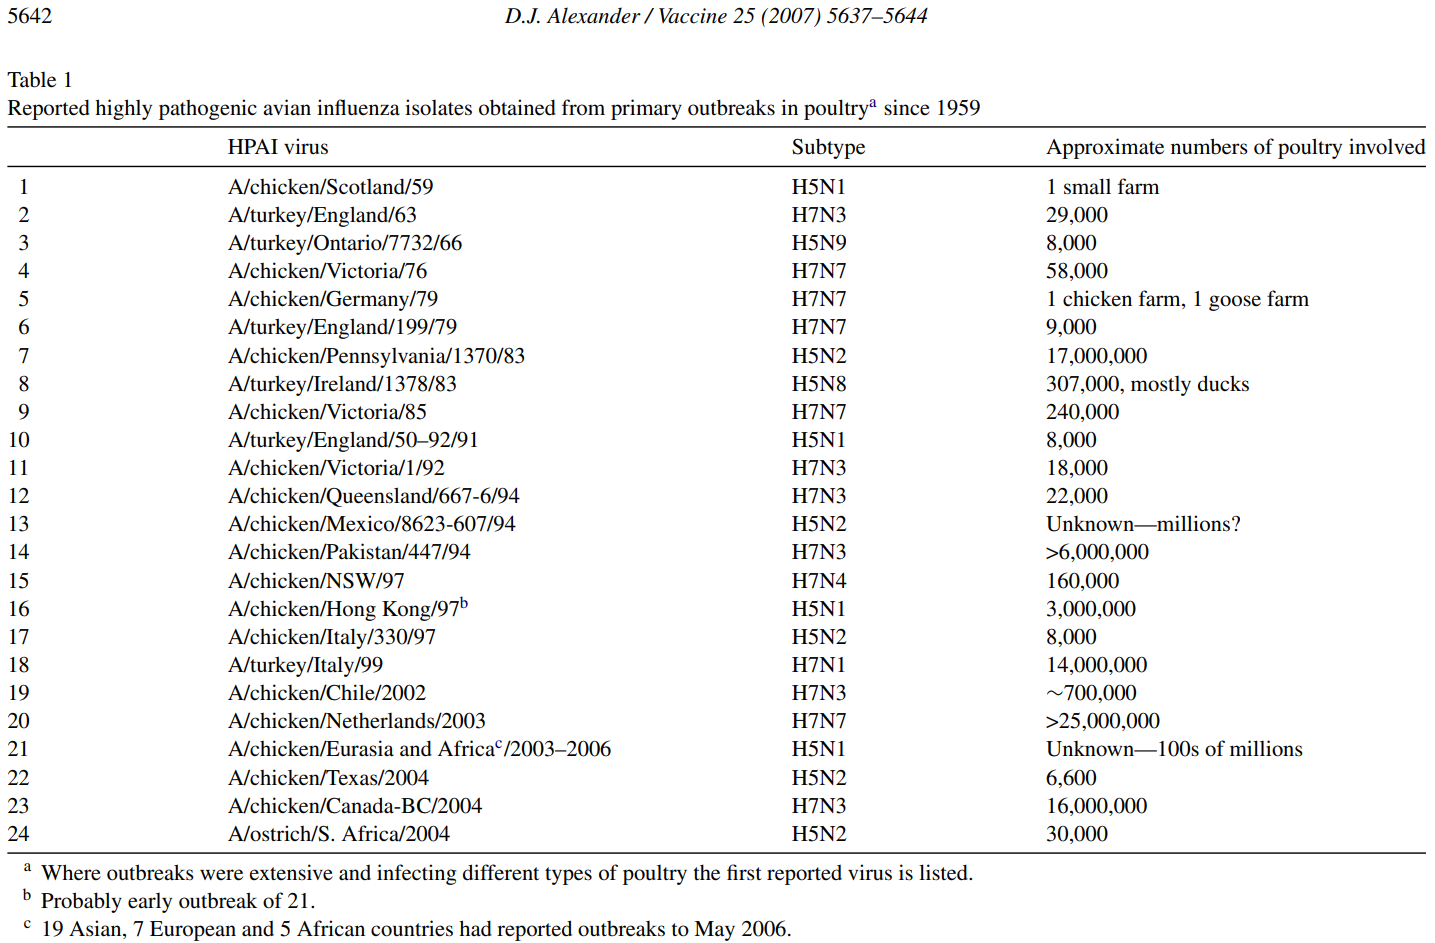 5642 D.J. Alexander / Vaccine 25 (2007) 5637–5644
Table 1
Reported highly pathogenic avian influenza isolates obtained from primary outbreaks in poultrya since 1959
HPAI virus Subtype Approximate numbers of poultry involved
1 A/chicken/Scotland/59 H5N1 1 small farm
2 A/turkey/England/63 H7N3 29,000
3 A/turkey/Ontario/7732/66 H5N9 8,000
4 A/chicken/Victoria/76 H7N7 58,000
5 A/chicken/Germany/79 H7N7 1 chicken farm, 1 goose farm
6 A/turkey/England/199/79 H7N7 9,000
7 A/chicken/Pennsylvania/1370/83 H5N2 17,000,000
8 A/turkey/Ireland/1378/83 H5N8 307,000, mostly ducks
9 A/chicken/Victoria/85 H7N7 240,000
10 A/turkey/England/50–92/91 H5N1 8,000
11 A/chicken/Victoria/1/92 H7N3 18,000
12 A/chicken/Queensland/667-6/94 H7N3 22,000
13 A/chicken/Mexico/8623-607/94 H5N2 Unknown—millions?
14 A/chicken/Pakistan/447/94 H7N3 >6,000,000
15 A/chicken/NSW/97 H7N4 160,000
16 A/chicken/Hong Kong/97b H5N1 3,000,000
17 A/chicken/Italy/330/97 H5N2 8,000
18 A/turkey/Italy/99 H7N1 14,000,000
19 A/chicken/Chile/2002 H7N3 ∼700,000
20 A/chicken/Netherlands/2003 H7N7 >25,000,000
21 A/chicken/Eurasia and Africac/2003–2006 H5N1 Unknown—100s of millions
22 A/chicken/Texas/2004 H5N2 6,600
23 A/chicken/Canada-BC/2004 H7N3 16,000,000
24 A/ostrich/S. Africa/2004 H5N2 30,000
a Where outbreaks were extensive and infecting different types of poultry the first reported virus is listed.
b Probably early outbreak of 21.
c 19 Asian, 7 European and 5 African countries had reported outbreaks to May 2006.